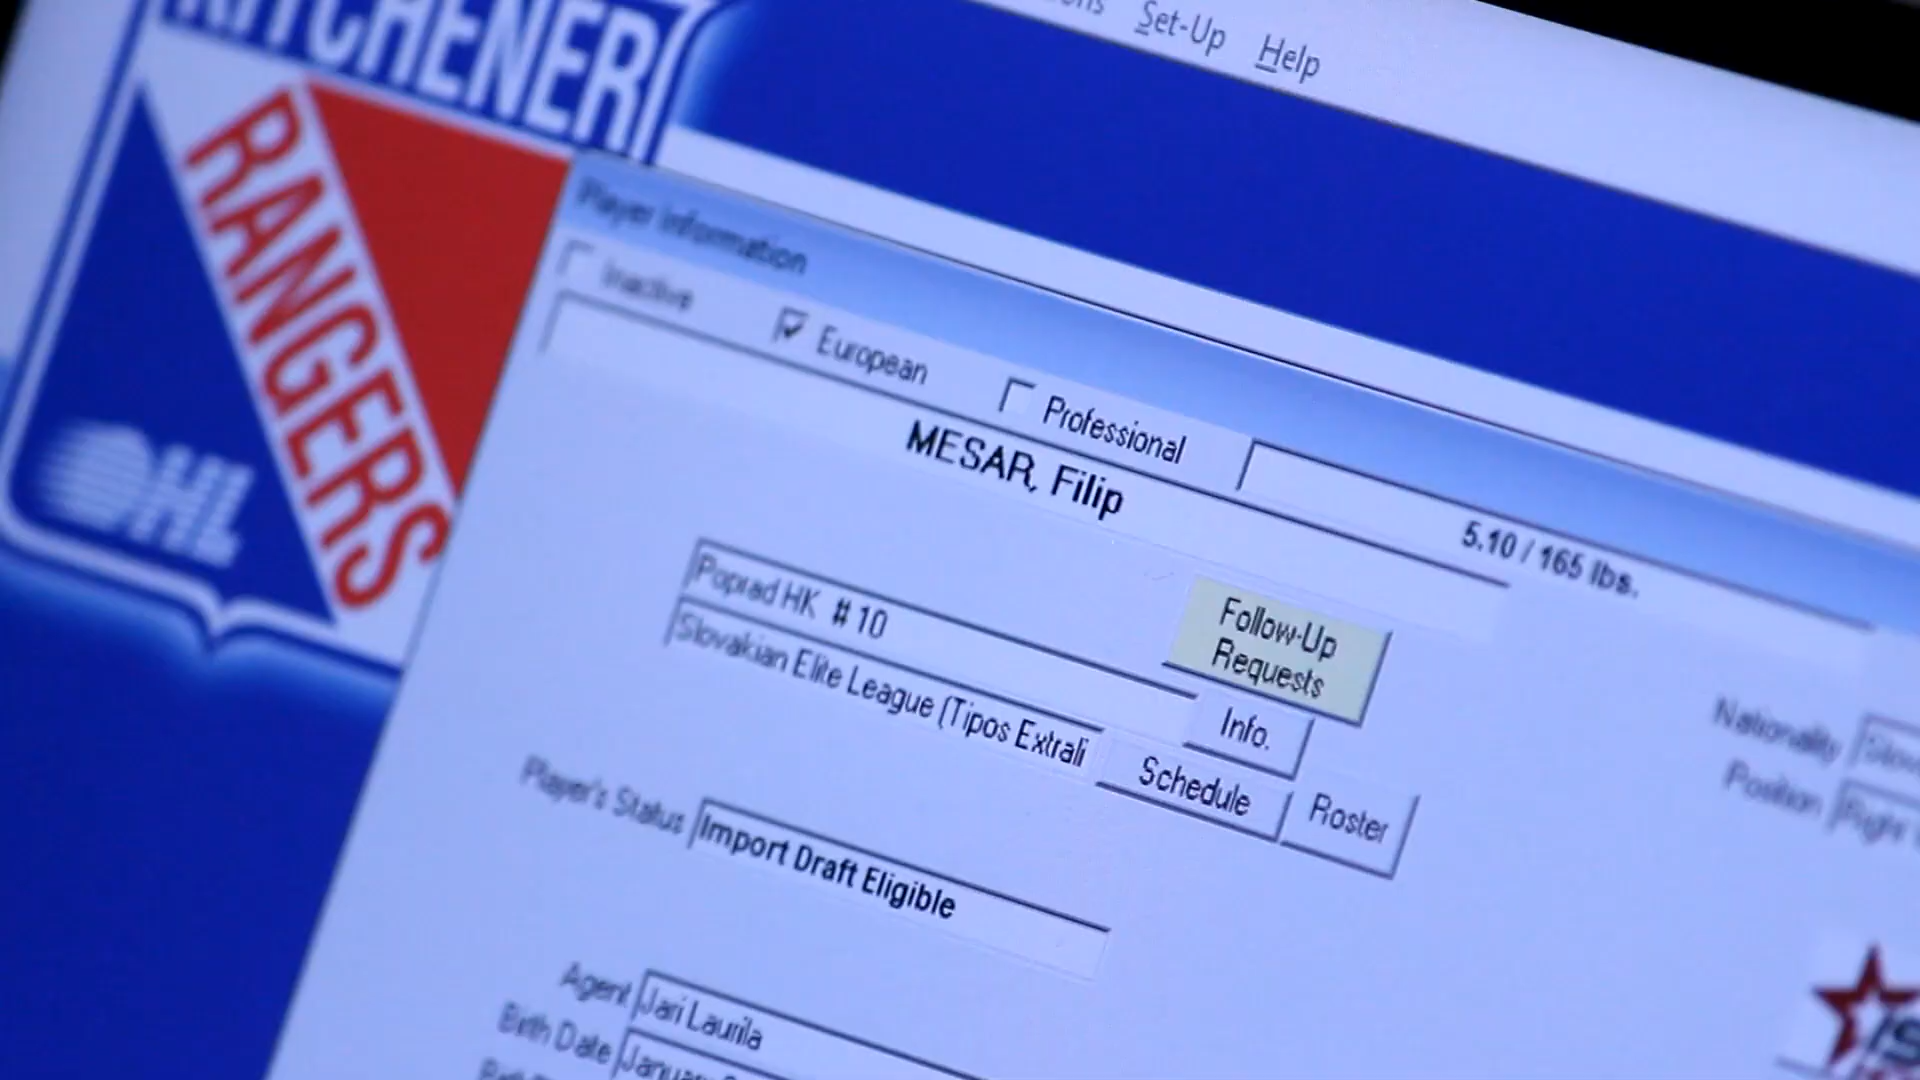 Set-Up Help
KITCHENER
RANGERS
OHL
Player Information
Inactive European Professional
MESAR, Filip
5.10 / 165 lbs.
Poprad HK # 10
Follow-Up
Requests
Slovakian Elite League (Tipos Extrali
Info.
Schedule Roster
Nationality
Position Right
Player's Status Import Draft Eligible
Agent Jari Laurila
Birth Date